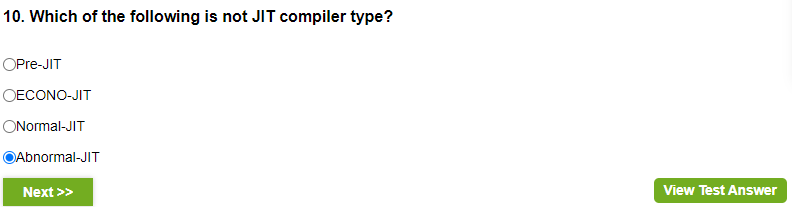 10. Which of the following is not JIT compiler type?
Pre-JIT
ECONO-JIT
Normal-JIT
Abnormal-JIT
Next >>
View Test Answer